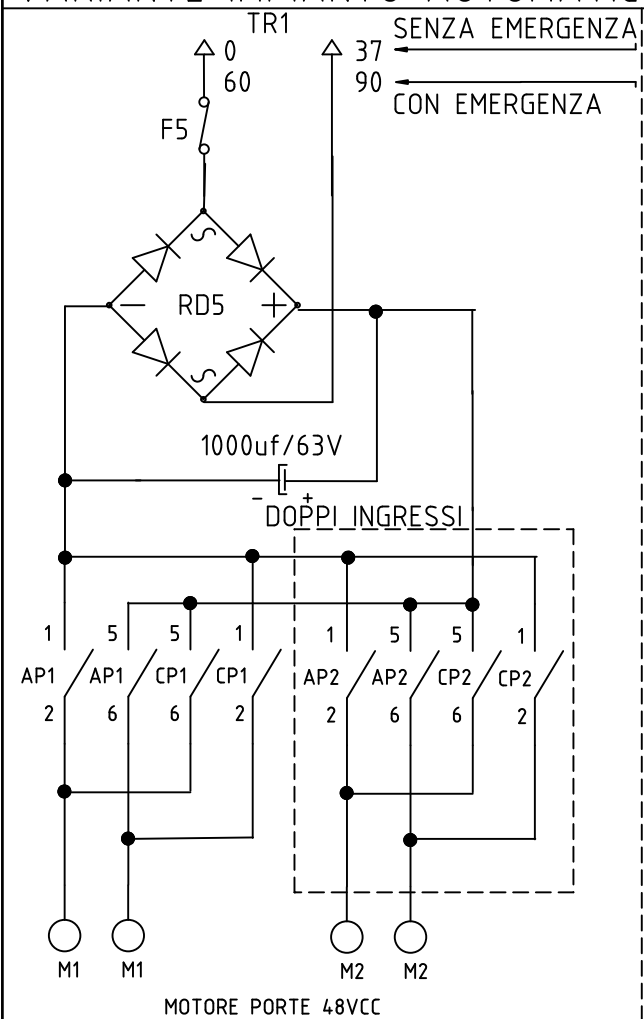 TR1
SENZA EMERGENZA
0
37
60
90
CON EMERGENZA
F5
RD5
1000uf/63V
- +
DOPPI INGRESSI
1 5 5 1 1 5 5 1
AP1 AP1 CP1 CP1 AP2 AP2 CP2 CP2
2 6 6 2 2 6 6 2
M1 M1 M2 M2
MOTORE PORTE 48VCC